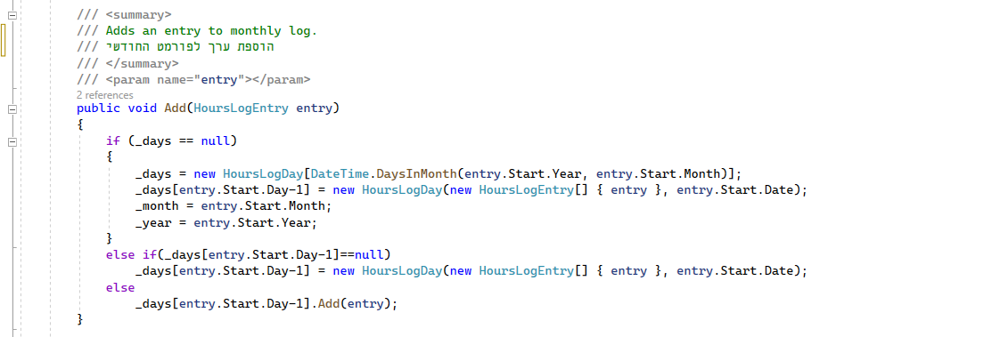 /// <summary>
/// Adds an entry to monthly log.
/// הוספת ערך לפורמט החודשי
/// </summary>
/// <param name="entry"></param>
2 references
public void Add(HoursLogEntry entry)
{
if (_days == null)
{
_days = new HoursLogDay[DateTime.DaysInMonth(entry.Start.Year, entry.Start.Month)];
_days[entry.Start.Day-1] = new HoursLogDay(new HoursLogEntry[] { entry }, entry.Start.Date);
_month = entry.Start.Month;
_year = entry.Start.Year;
}
else if(_days[entry.Start.Day-1]==null)
_days[entry.Start.Day-1] = new HoursLogDay(new HoursLogEntry[] { entry }, entry.Start.Date);
else
_days[entry.Start.Day-1].Add(entry);
}